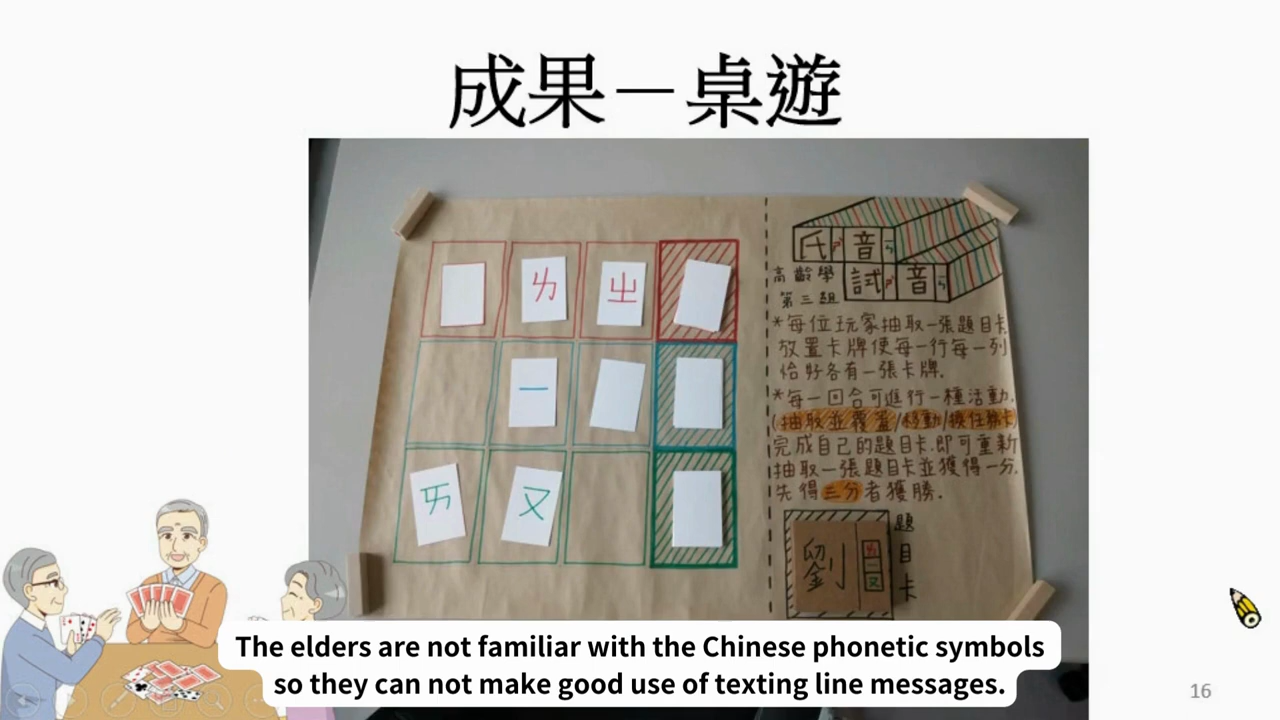 成果－桌遊
ㄌ ㄓ
ㄧ
ㄞ ㄡ
氏 音
試 音
高齡學
第三組
*每位玩家抽取一張題目卡
放置卡牌使每一行每一列
恰好各有一張卡牌.
*每一回合可進行一種活動.
(抽取並覆蓋/移動/換任務卡)
完成自己的題目卡.即可重新
抽取一張題目卡並獲得一分.
先得三分者獲勝.
劉
ㄌ
ㄧ
ㄡ
題目卡
The elders are not familiar with the Chinese phonetic symbols
so they can not make good use of texting line messages.
16